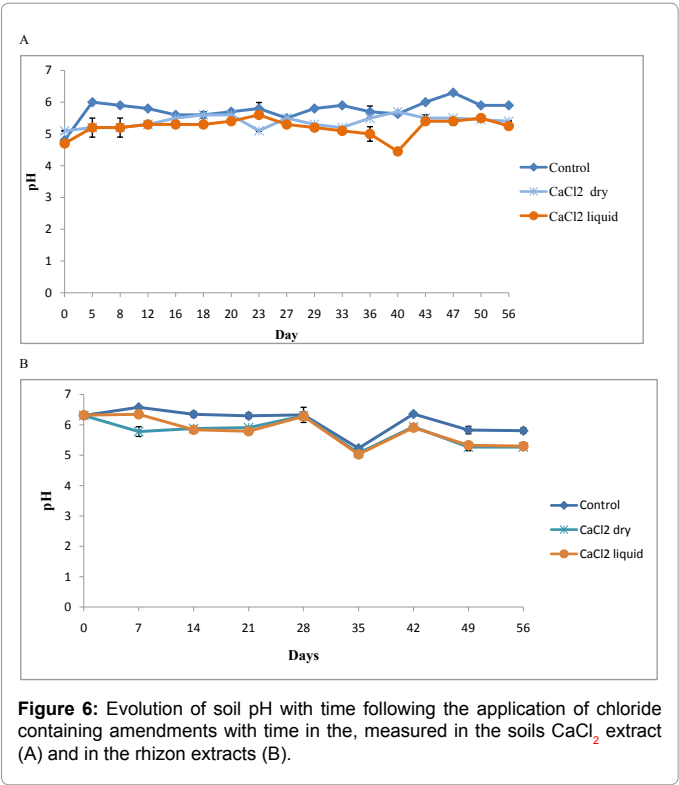 A
7
6
5
4
3
2
1
0
pH
0 5 8 12 16 18 20 23 27 29 33 36 40 43 47 50 56
Day
Control
CaCl2 dry
CaCl2 liquid
B
7
6
5
4
3
2
1
0
pH
0 7 14 21 28 35 42 49 56
Days
Control
CaCl2 dry
CaCl2 liquid
Figure 6: Evolution of soil pH with time following the application of chloride
containing amendments with time in the, measured in the soils CaCl2 extract
(A) and in the rhizon extracts (B).